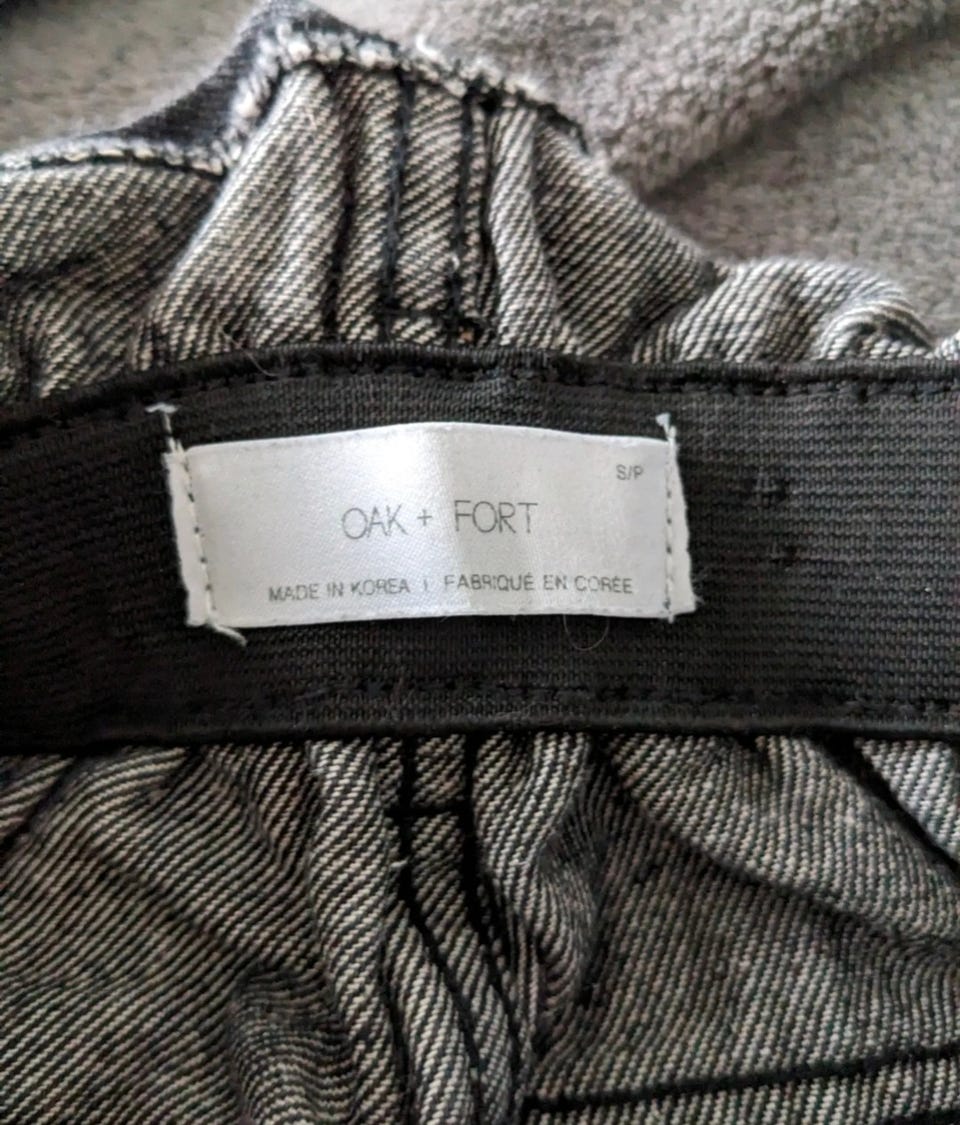 S/P
OAK + FORT
MADE IN KOREA | FABRIQUÉ EN CORÉE